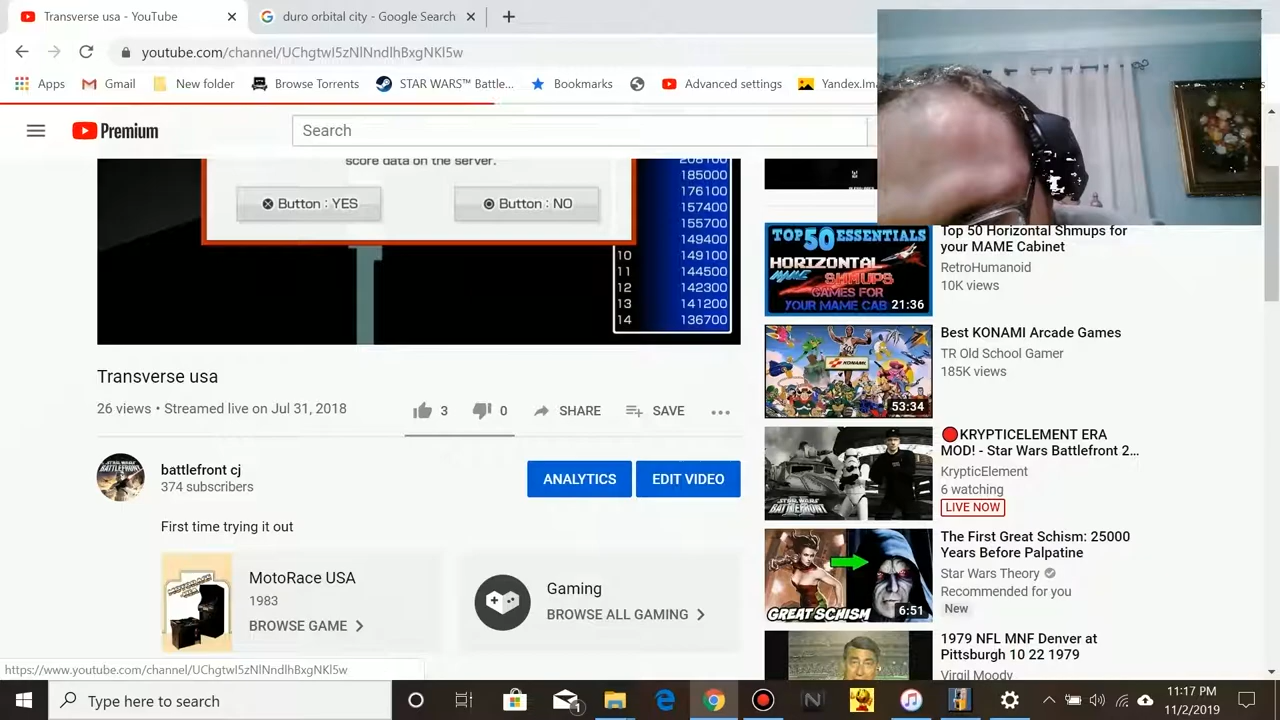 Transverse usa - YouTube
duro orbital city - Google Search
youtube.com/channel/UChgtwI5zNlNndlhBxgNKl5w
Apps
Gmail
New folder
Browse Torrents
STAR WARS™ Battle...
Bookmarks
Advanced settings
Yandex.Im
Premium
Search
score data on the server.
Button : YES
Button : NO
208100
185000
176100
157400
155700
149400
10 149100
11 144500
12 142300
13 141200
14 136700
Transverse usa
26 views • Streamed live on Jul 31, 2018
3
0
SHARE
SAVE
battlefront cj
374 subscribers
ANALYTICS
EDIT VIDEO
First time trying it out
MotoRace USA
1983
BROWSE GAME
Gaming
BROWSE ALL GAMING
TOP 50 ESSENTIALS
HORIZONTAL
MAME SHMUPS
GAMES FOR
YOUR MAME CAB
21:36
Top 50 Horizontal Shmups for
your MAME Cabinet
RetroHumanoid
10K views
KONAMI
53:34
Best KONAMI Arcade Games
TR Old School Gamer
185K views
STAR WARS
BATTLEFRONT
KRYPTICELEMENT ERA
MOD! - Star Wars Battlefront 2...
KrypticElement
6 watching
LIVE NOW
GREAT SCHISM
6:51
The First Great Schism: 25000
Years Before Palpatine
Star Wars Theory
Recommended for you
New
1979 NFL MNF Denver at
Pittsburgh 10 22 1979
Virgil Moody
https://www.youtube.com/channel/UChgtwI5zNlNndlhBxgNKl5w
Type here to search
1
11:17 PM
11/2/2019